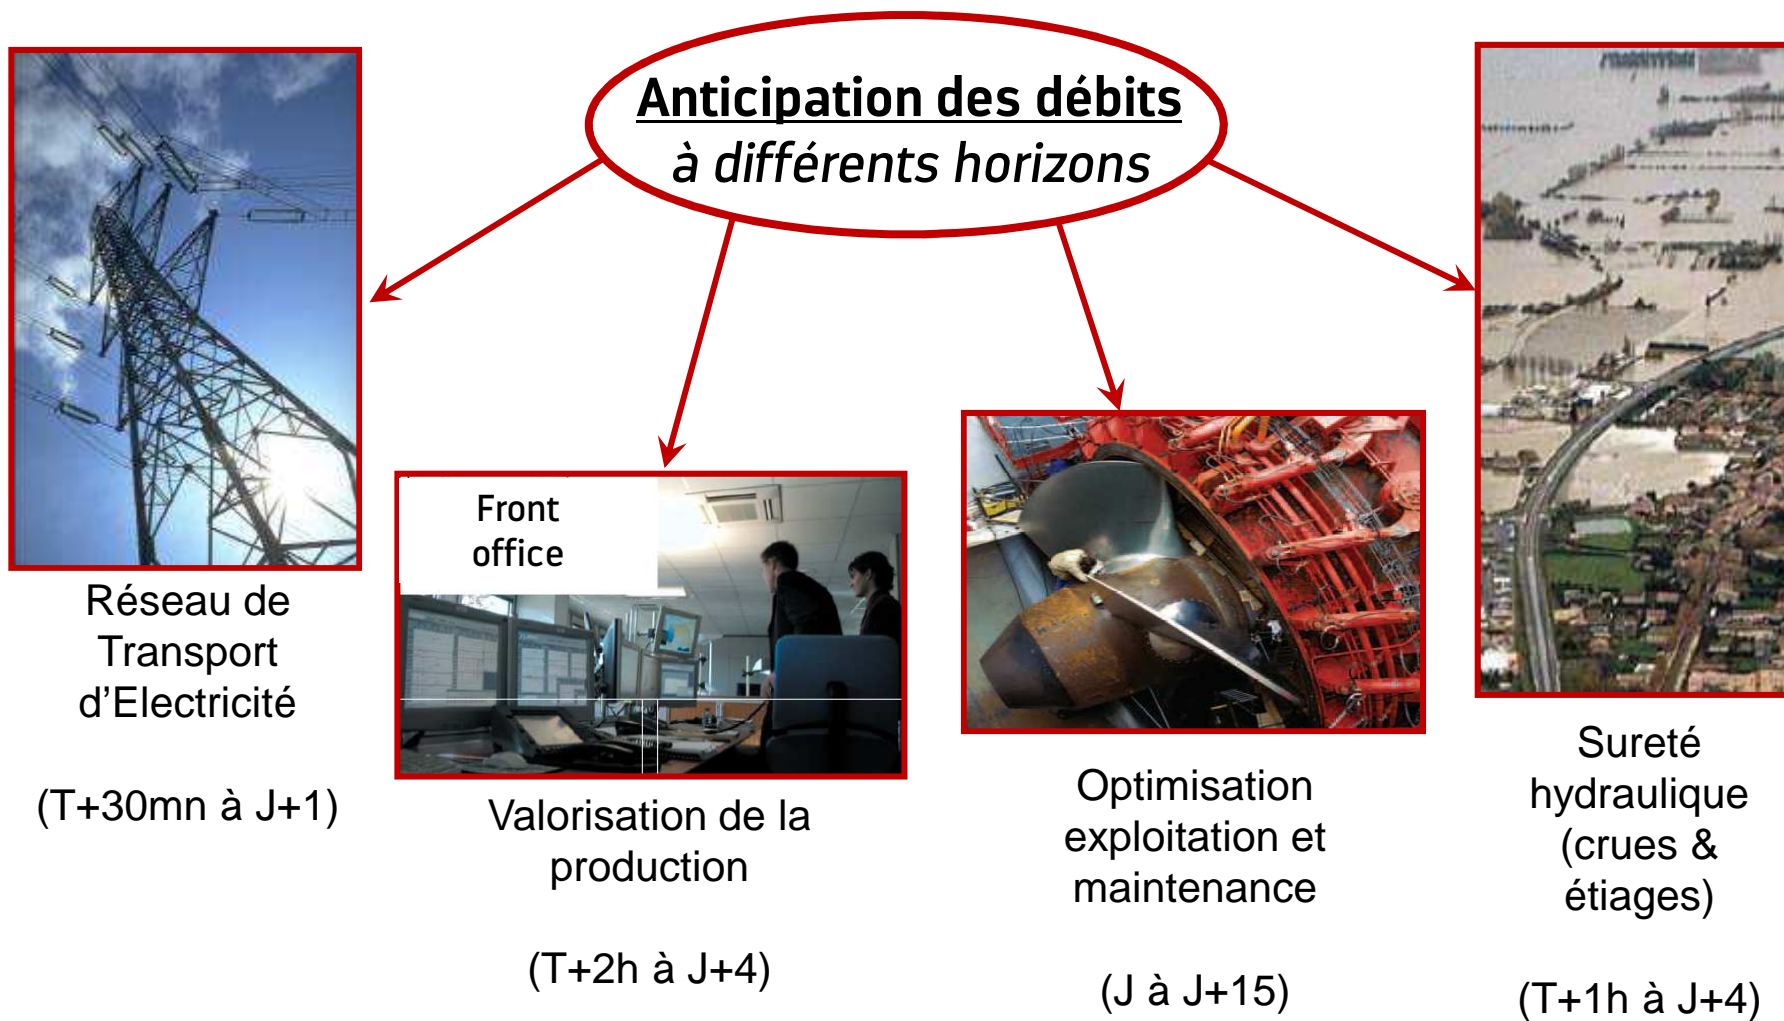 Anticipation des débits
à différents horizons
Front
office
Réseau de
Transport
d’Electricité
(T+30mn à J+1)
Valorisation de la
production
(T+2h à J+4)
Optimisation
exploitation et
maintenance
(J à J+15)
Sureté
hydraulique
(crues &
étiages)
(T+1h à J+4)